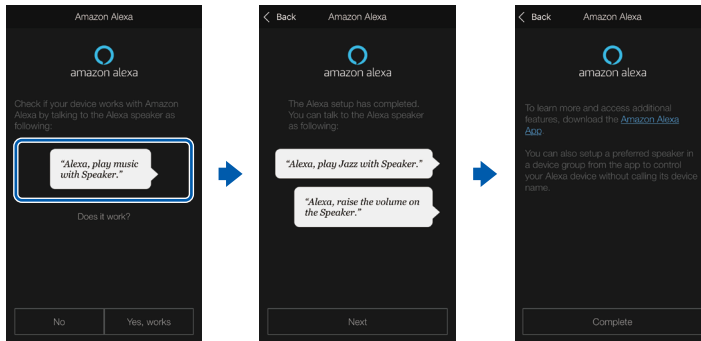 Amazon Alexa
amazon alexa
Check if your device works with Amazon
Alexa by talking to the Alexa speaker as
following:
"Alexa, play music
with Speaker."
Does it work?
No
Yes, works
Back
Amazon Alexa
amazon alexa
The Alexa setup has completed.
You can talk to the Alexa speaker
as following:
"Alexa, play Jazz with Speaker."
"Alexa, raise the volume on
the Speaker."
Next
Back
Amazon Alexa
amazon alexa
To learn more and access additional
features, download the Amazon Alexa
App.
You can also setup a preferred speaker in
a device group from the app to control
your Alexa device without calling its device
name.
Complete